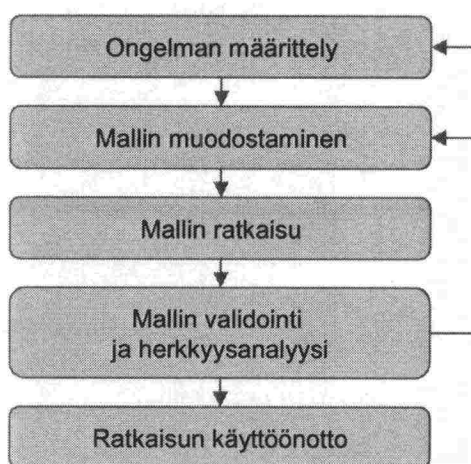 Ongelman määrittely
Mallin muodostaminen
Mallin ratkaisu
Mallin validointi
ja herkkyysanalyysi
Ratkaisun käyttöönotto